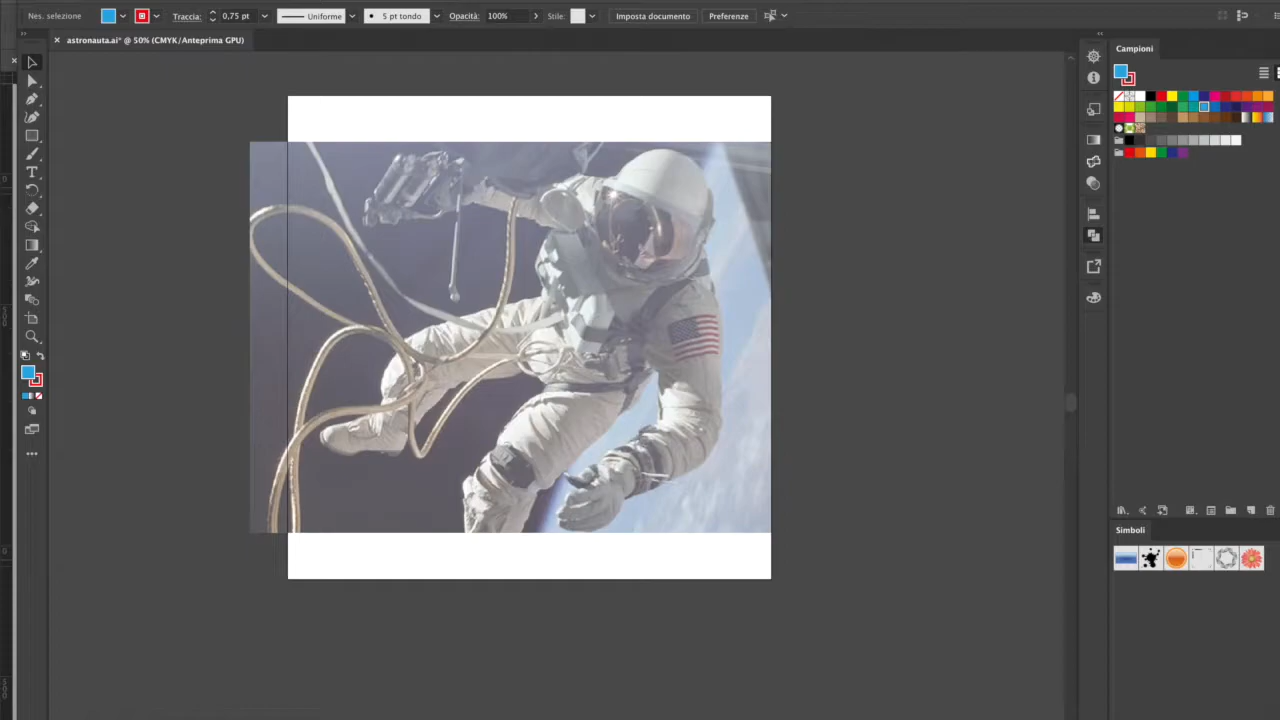 Nes. selezione
Traccia:
0,75 pt
Uniforme
5 pt tondo
Opacità:
100%
Stile:
Imposta documento
Preferenze
× astronauta.ai* @ 50% (CMYK/Anteprima GPU)
Campioni
Simboli